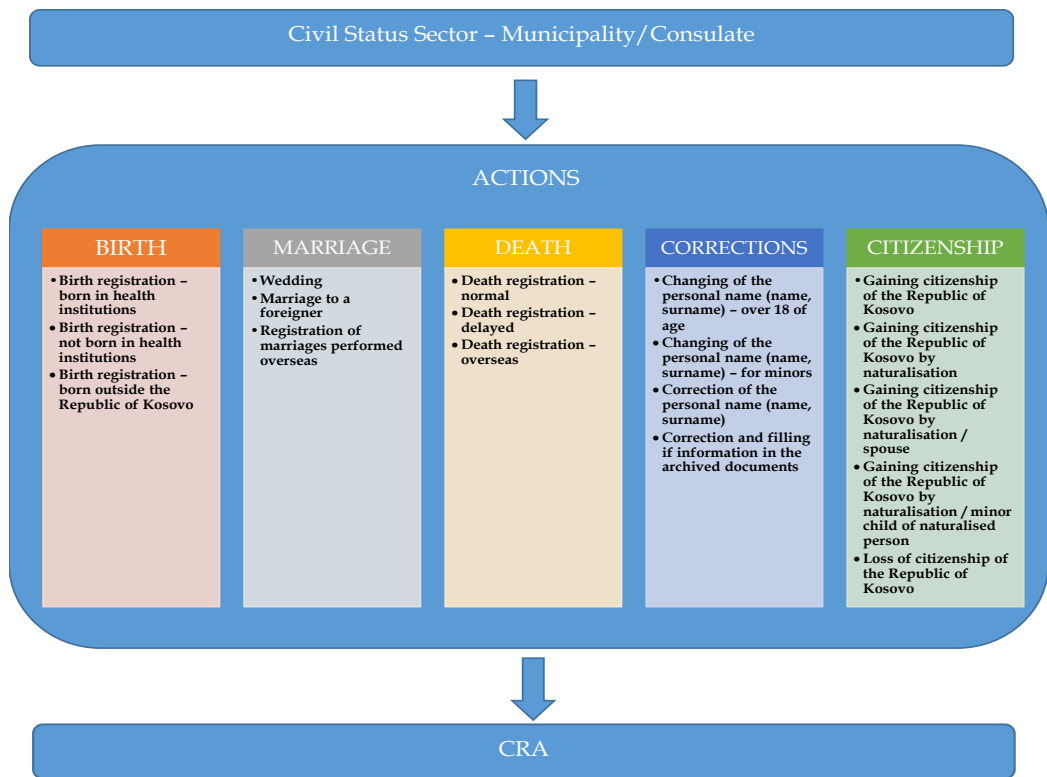 Civil Status Sector – Municipality/Consulate
ACTIONS
BIRTH
• Birth registration –
born in health
institutions
• Birth registration –
not born in health
institutions
• Birth registration –
born outside the
Republic of Kosovo
MARRIAGE
• Wedding
• Marriage to a
foreigner
• Registration of
marriages performed
overseas
DEATH
• Death registration –
normal
• Death registration –
delayed
• Death registration –
overseas
CORRECTIONS
• Changing of the
personal name (name,
surname) – over 18 of
age
• Changing of the
personal name (name,
surname) – for minors
• Correction of the
personal name (name,
surname)
• Correction and filling
if information in the
archived documents
CITIZENSHIP
• Gaining citizenship
of the Republic of
Kosovo
• Gaining citizenship
of the Republic of
Kosovo by
naturalisation
• Gaining citizenship
of the Republic of
Kosovo by
naturalisation /
spouse
• Gaining citizenship
of the Republic of
Kosovo by
naturalisation / minor
child of naturalised
person
• Loss of citizenship of
the Republic of
Kosovo
CRA